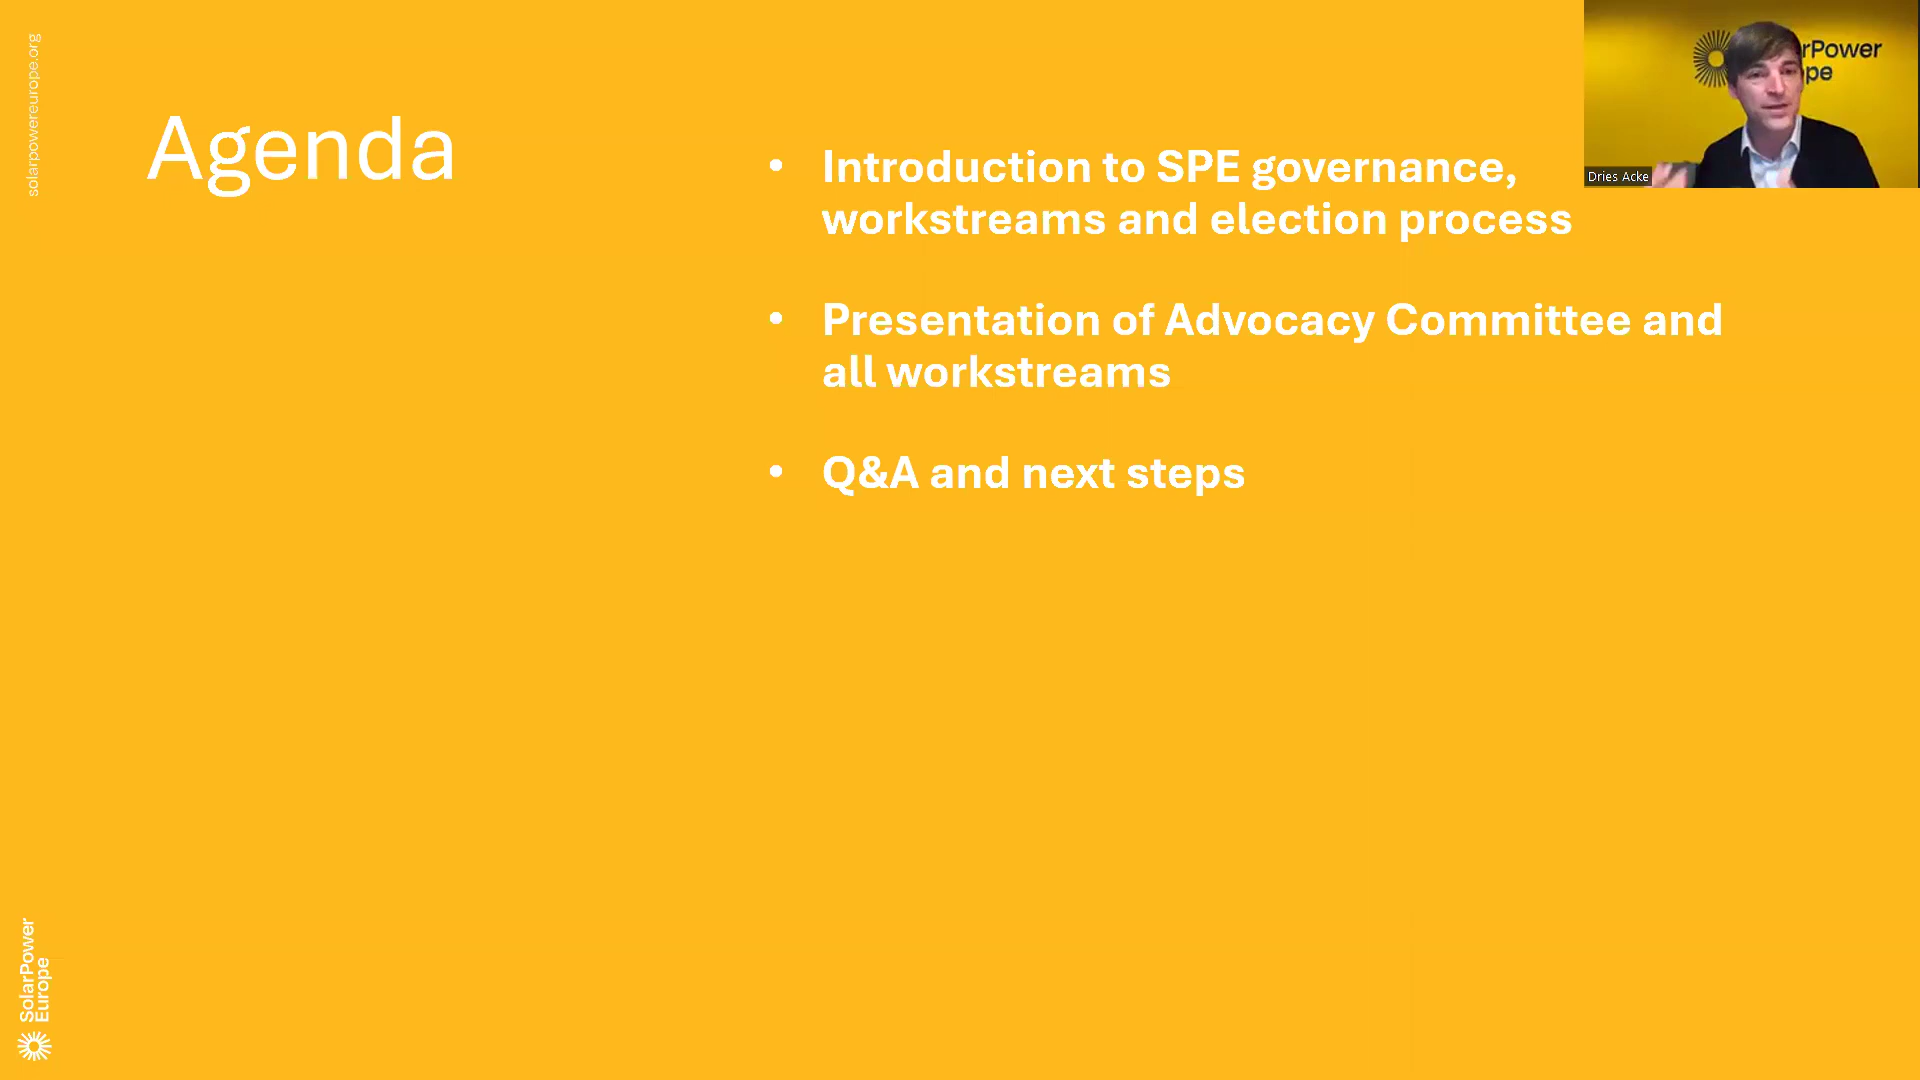 solarpowereurope.org
Agenda
• Introduction to SPE governance,
workstreams and election process
• Presentation of Advocacy Committee and
all workstreams
• Q&A and next steps
rPower
pe
Dries Acke
SolarPower
Europe